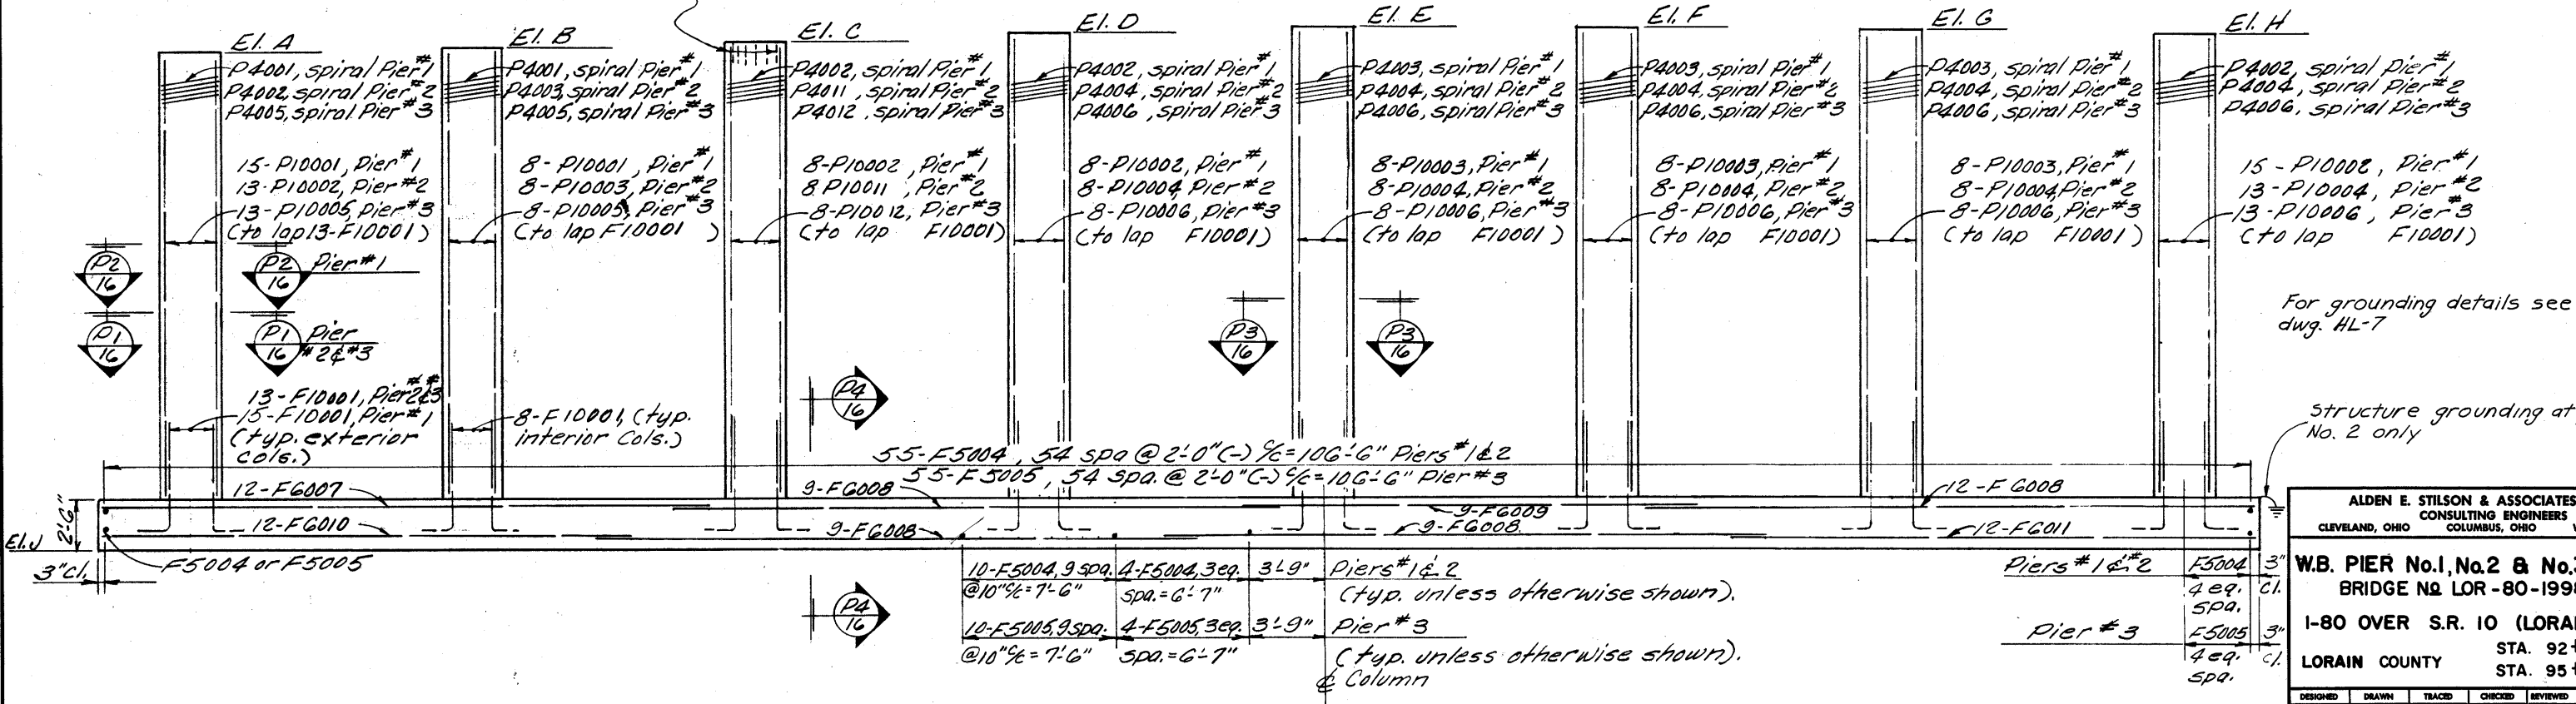 El. A
El. B
El. C
El. D
El. E
El. F
El. G
El. H
P4001, spiral Pier #1
P4002, spiral Pier #2
P4005, spiral Pier #3
P4001, spiral Pier #1
P4003, spiral Pier #2
P4005, spiral Pier #3
P4002, spiral Pier #1
P4011, spiral Pier #2
P4012, spiral Pier #3
P4002, spiral Pier #1
P4004, spiral Pier #2
P4006, spiral Pier #3
P4003, spiral Pier #1
P4004, spiral Pier #2
P4006, spiral Pier #3
P4003, spiral Pier #1
P4004, spiral Pier #2
P4006, spiral Pier #3
P4003, spiral Pier #1
P4004, spiral Pier #2
P4006, spiral Pier #3
P4002, spiral Pier #1
P4004, spiral Pier #2
P4006, spiral Pier #3
15-P10001, Pier #1
13-P10002, Pier #2
13-P10005, Pier #3
(to lap 13-F10001)
8-P10001, Pier #1
8-P10003, Pier #2
8-P10005, Pier #3
(to lap F10001 )
8-P10002, Pier #1
8 P10011, Pier #2
8-P10012, Pier #3
(to lap F10001)
8-P10002, Pier #1
8-P10004, Pier #2
8-P10006, Pier #3
(to lap F10001)
8-P10003, Pier #1
8-P10004, Pier #2
8-P10006, Pier #3
(to lap F10001)
8-P10003, Pier #1
8-P10004, Pier #2
8-P10006, Pier #3
(to lap F10001)
8-P10003, Pier #1
8-P10004, Pier #2
8-P10006, Pier #3
(to lap F10001)
15-P10002, Pier #1
13-P10004, Pier #2
13-P10006, Pier #3
(to lap F10001)
P2
16
P2
16
Pier #1
P1
16
P1
16
Pier
#2 & #3
P3
16
P3
16
For grounding details see
dwg. HL-7
P4
16
13-F10001, Pier #2 & #3
15-F10001, Pier #1
(typ. exterior
cols.)
8-F10001, (typ.
interior Cols.)
Structure grounding at
No. 2 only
55-F5004, 54 spa @ 2'-0"(-) c/c = 106'-6" Piers #1 & 2
55-F5005, 54 spa. @ 2'-0"(-) c/c = 106'-6" Pier #3
12-F6007
9-F6008
9-F6009
12-F6008
12-F6010
9-F6008
9-F6008
12-F6011
2'-6"
El. J
3" cl.
F5004 or F5005
10-F5004, 9 spa.
@10" c/c = 7'-6"
4-F5004, 3 eq.
spa. = 6'-7"
3'-9"
Piers #1 & 2
(typ. unless otherwise shown).
10-F5005, 9 spa.
@10" c/c = 7'-6"
4-F5005, 3 eq.
spa. = 6'-7"
3'-9"
Pier #3
(typ. unless otherwise shown).
℄ Column
P4
16
Piers #1 & #2
F5004
4 eq.
spa.
3"
cl.
Pier #3
F5005
4 eq.
spa.
3"
cl.
ALDEN E. STILSON & ASSOCIATES
CONSULTING ENGINEERS
CLEVELAND, OHIO COLUMBUS, OHIO
W.B. PIER No.1, No.2 & No.3
BRIDGE No LOR-80-1998
I-80 OVER S.R. 10 (LORAI
LORAIN COUNTY
STA. 92+
STA. 95+
DESIGNED DRAWN TRACED CHECKED REVIEWED